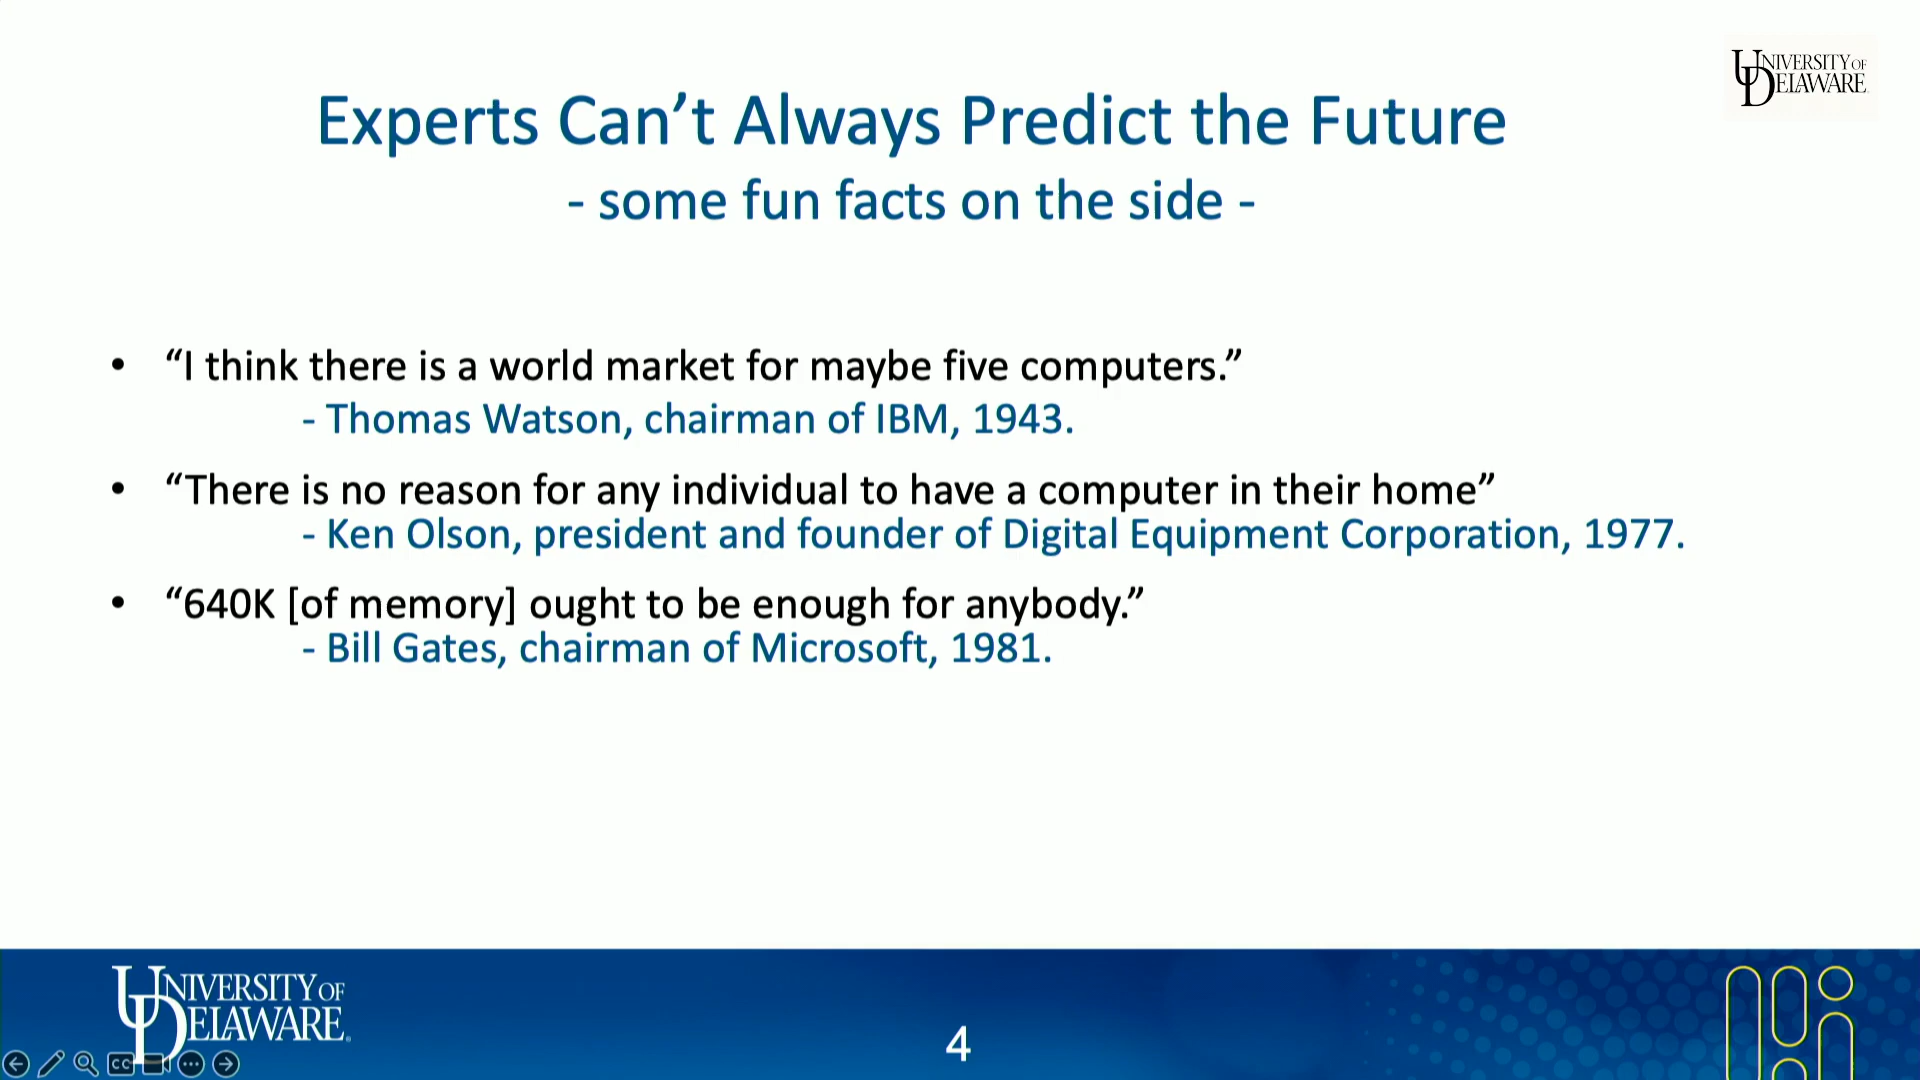 UNIVERSITY OF
DELAWARE
Experts Can’t Always Predict the Future
- some fun facts on the side -
• “I think there is a world market for maybe five computers.”
- Thomas Watson, chairman of IBM, 1943.
• “There is no reason for any individual to have a computer in their home”
- Ken Olson, president and founder of Digital Equipment Corporation, 1977.
• “640K [of memory] ought to be enough for anybody.”
- Bill Gates, chairman of Microsoft, 1981.
UNIVERSITY OF
DELAWARE.
4
CC